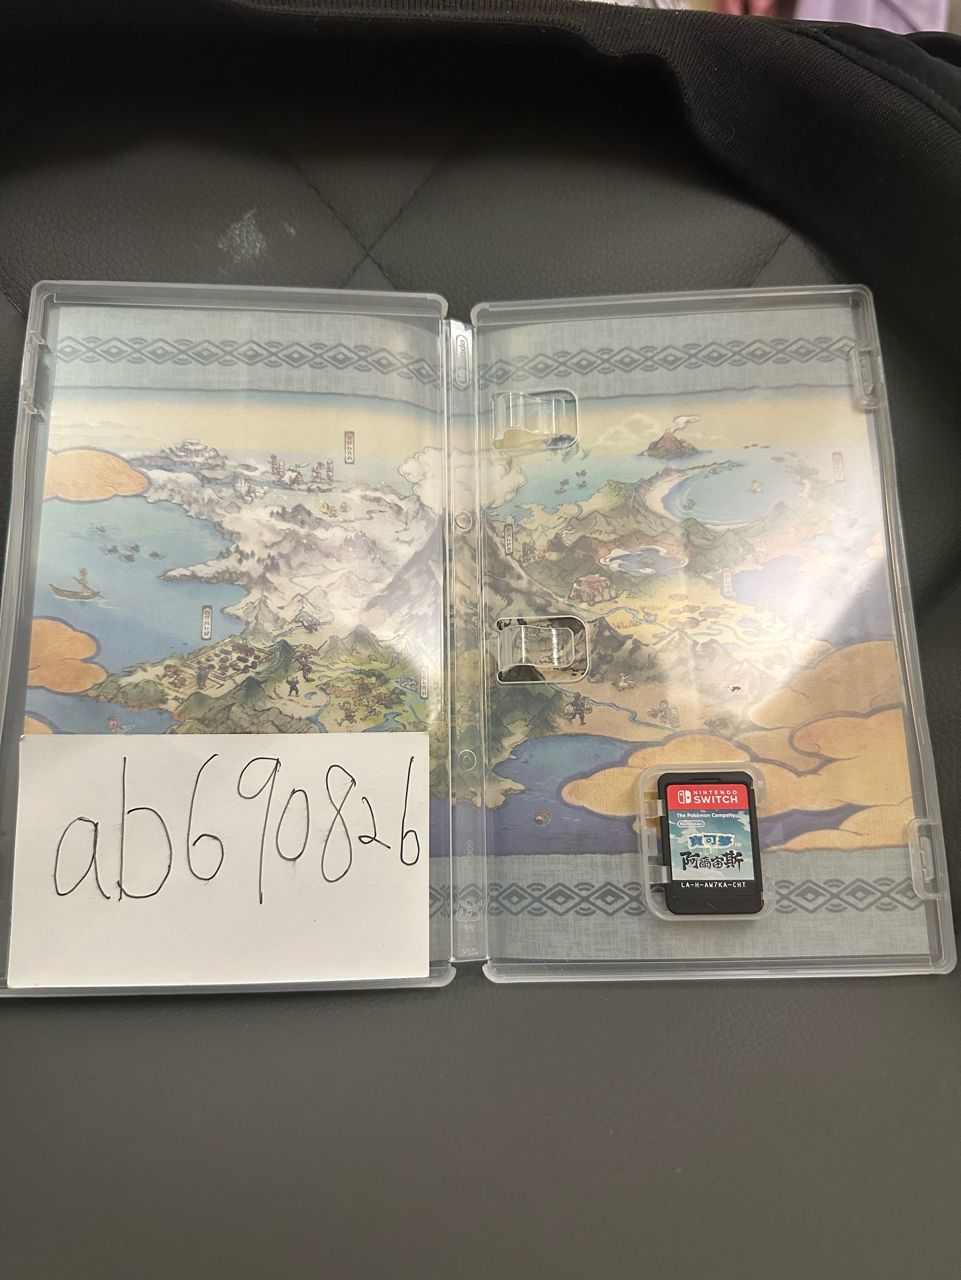 ab690826
NINTENDO
SWITCH
The Pokémon Company
Nintendo
寶可夢
阿爾宙斯
LA-H-AW7KA-CHT